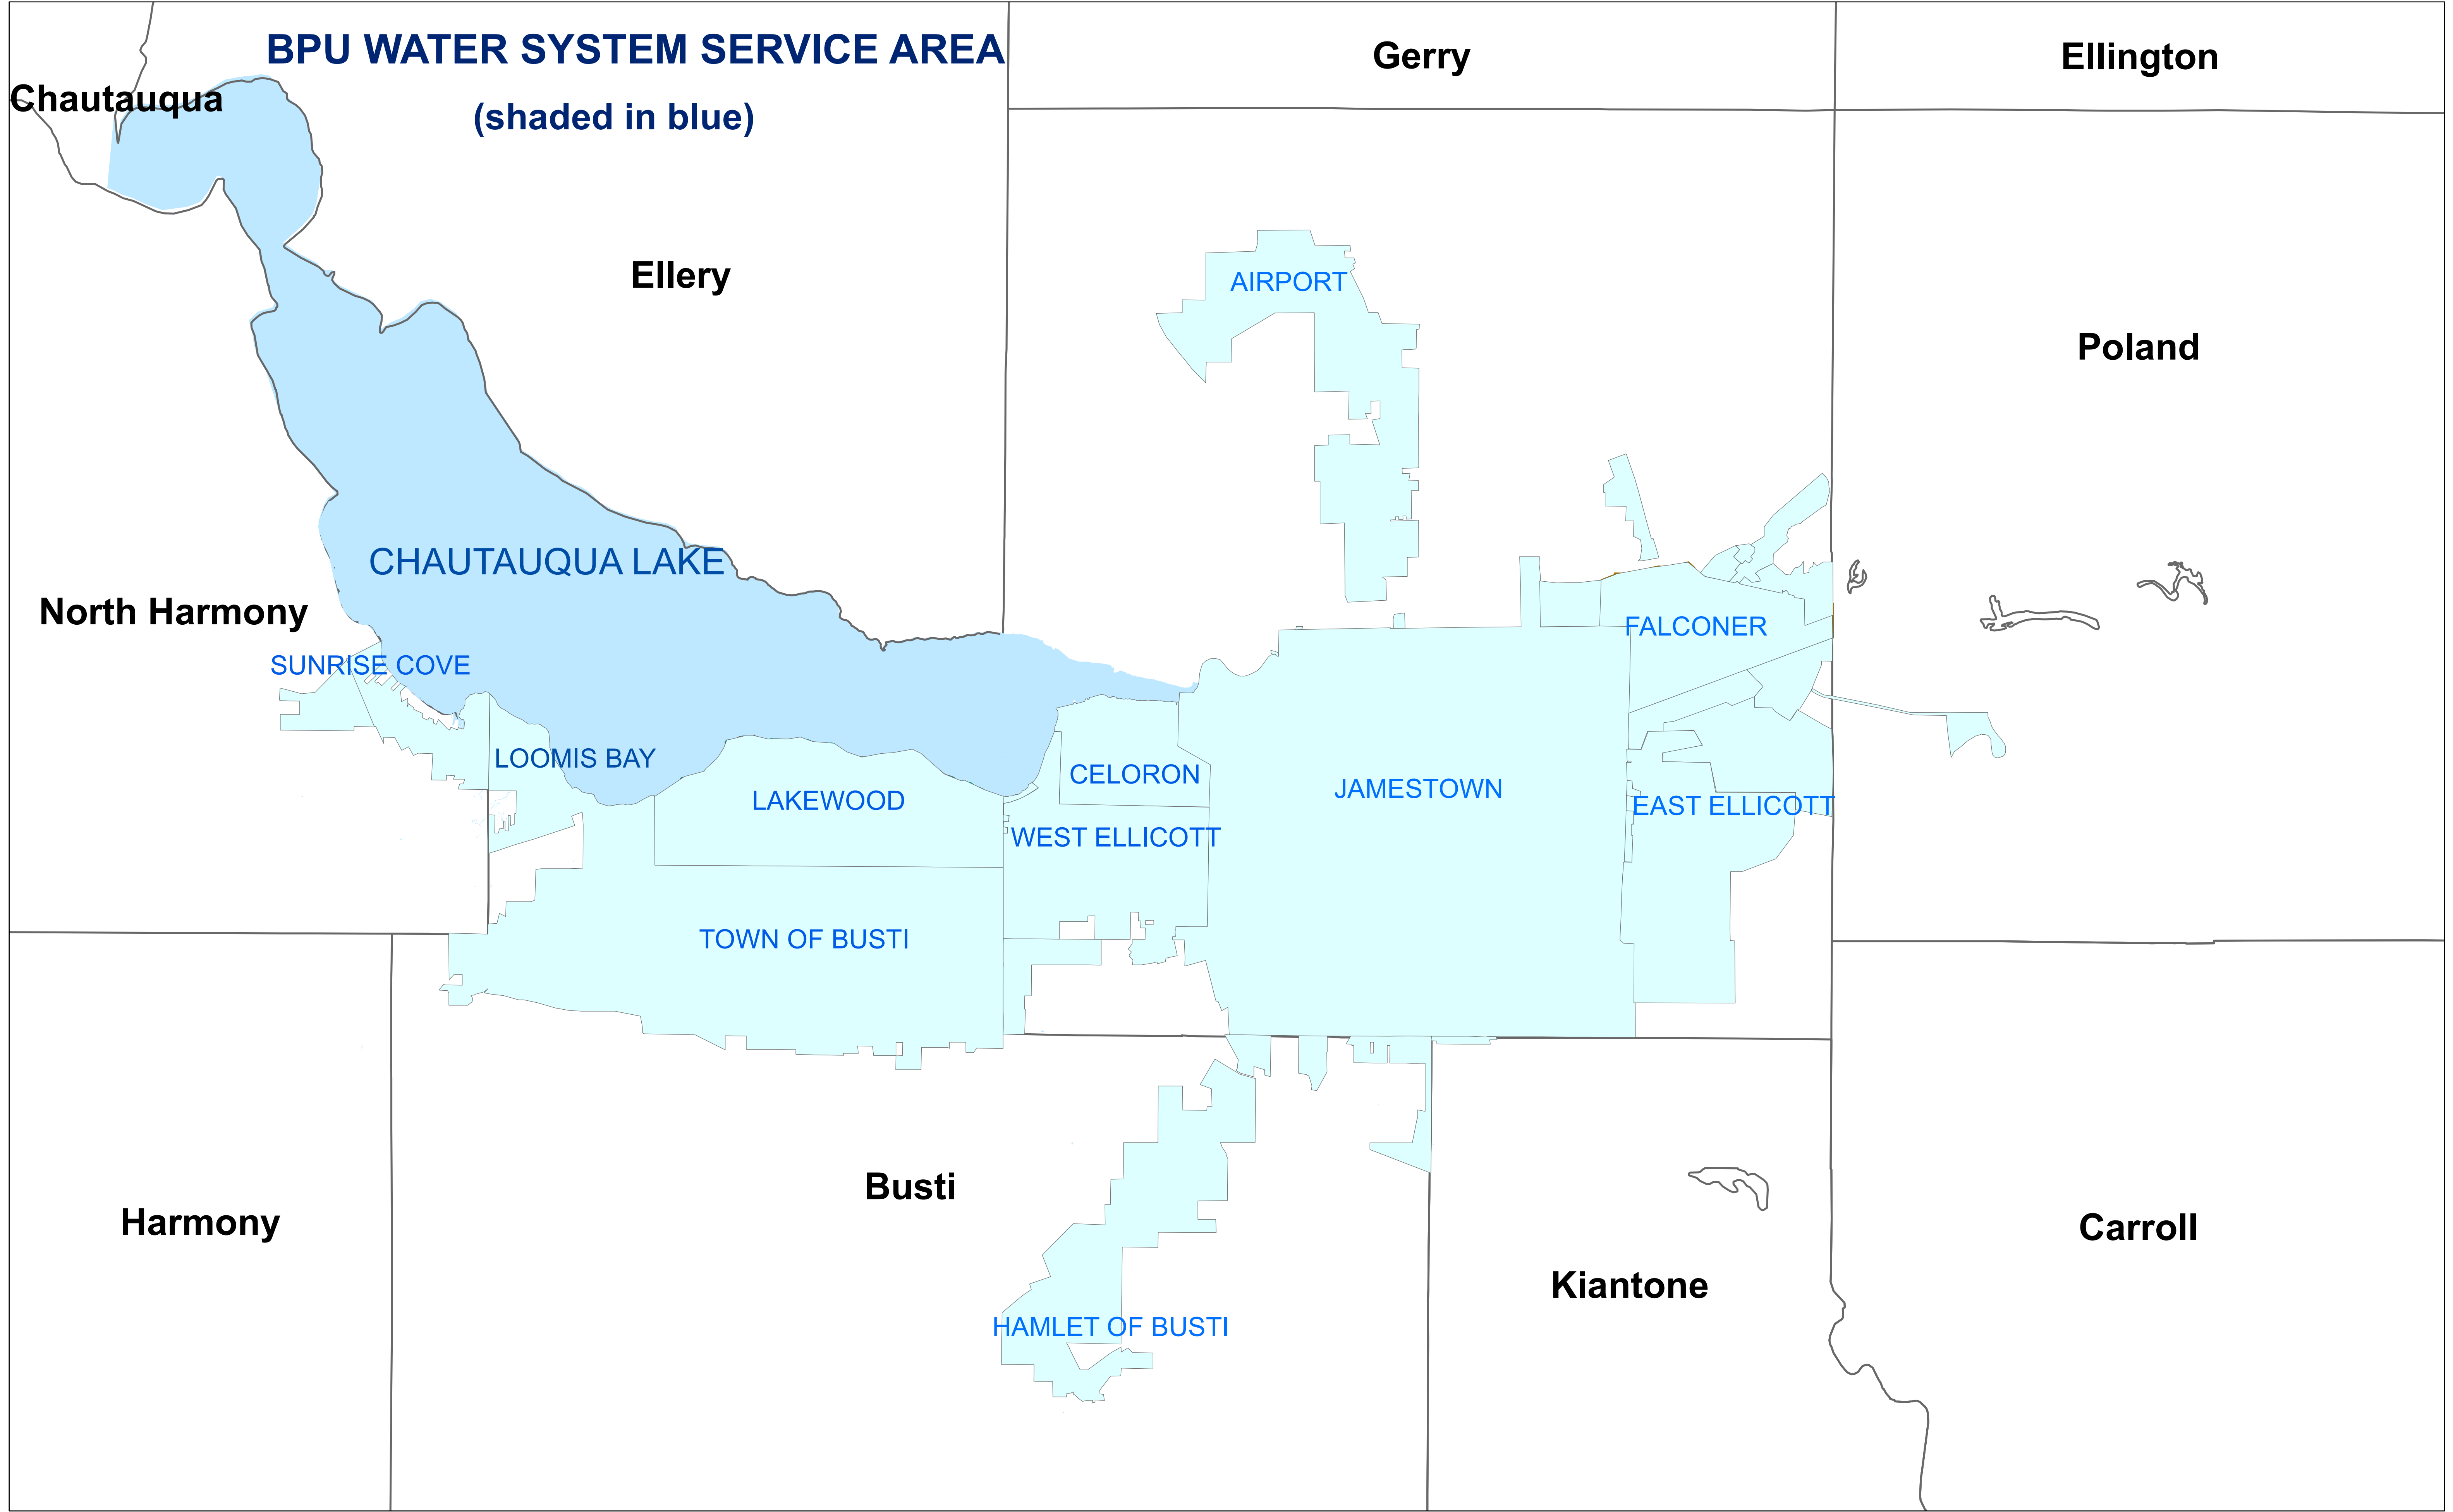 BPU WATER SYSTEM SERVICE AREA
(shaded in blue)
Gerry
Ellington
Chautauqua
Ellery
AIRPORT
Poland
CHAUTAUQUA LAKE
North Harmony
FALCONER
SUNRISE COVE
LOOMIS BAY
CELORON
JAMESTOWN
LAKEWOOD
EAST ELLICOTT
WEST ELLICOTT
TOWN OF BUSTI
Busti
Harmony
Carroll
Kiantone
HAMLET OF BUSTI